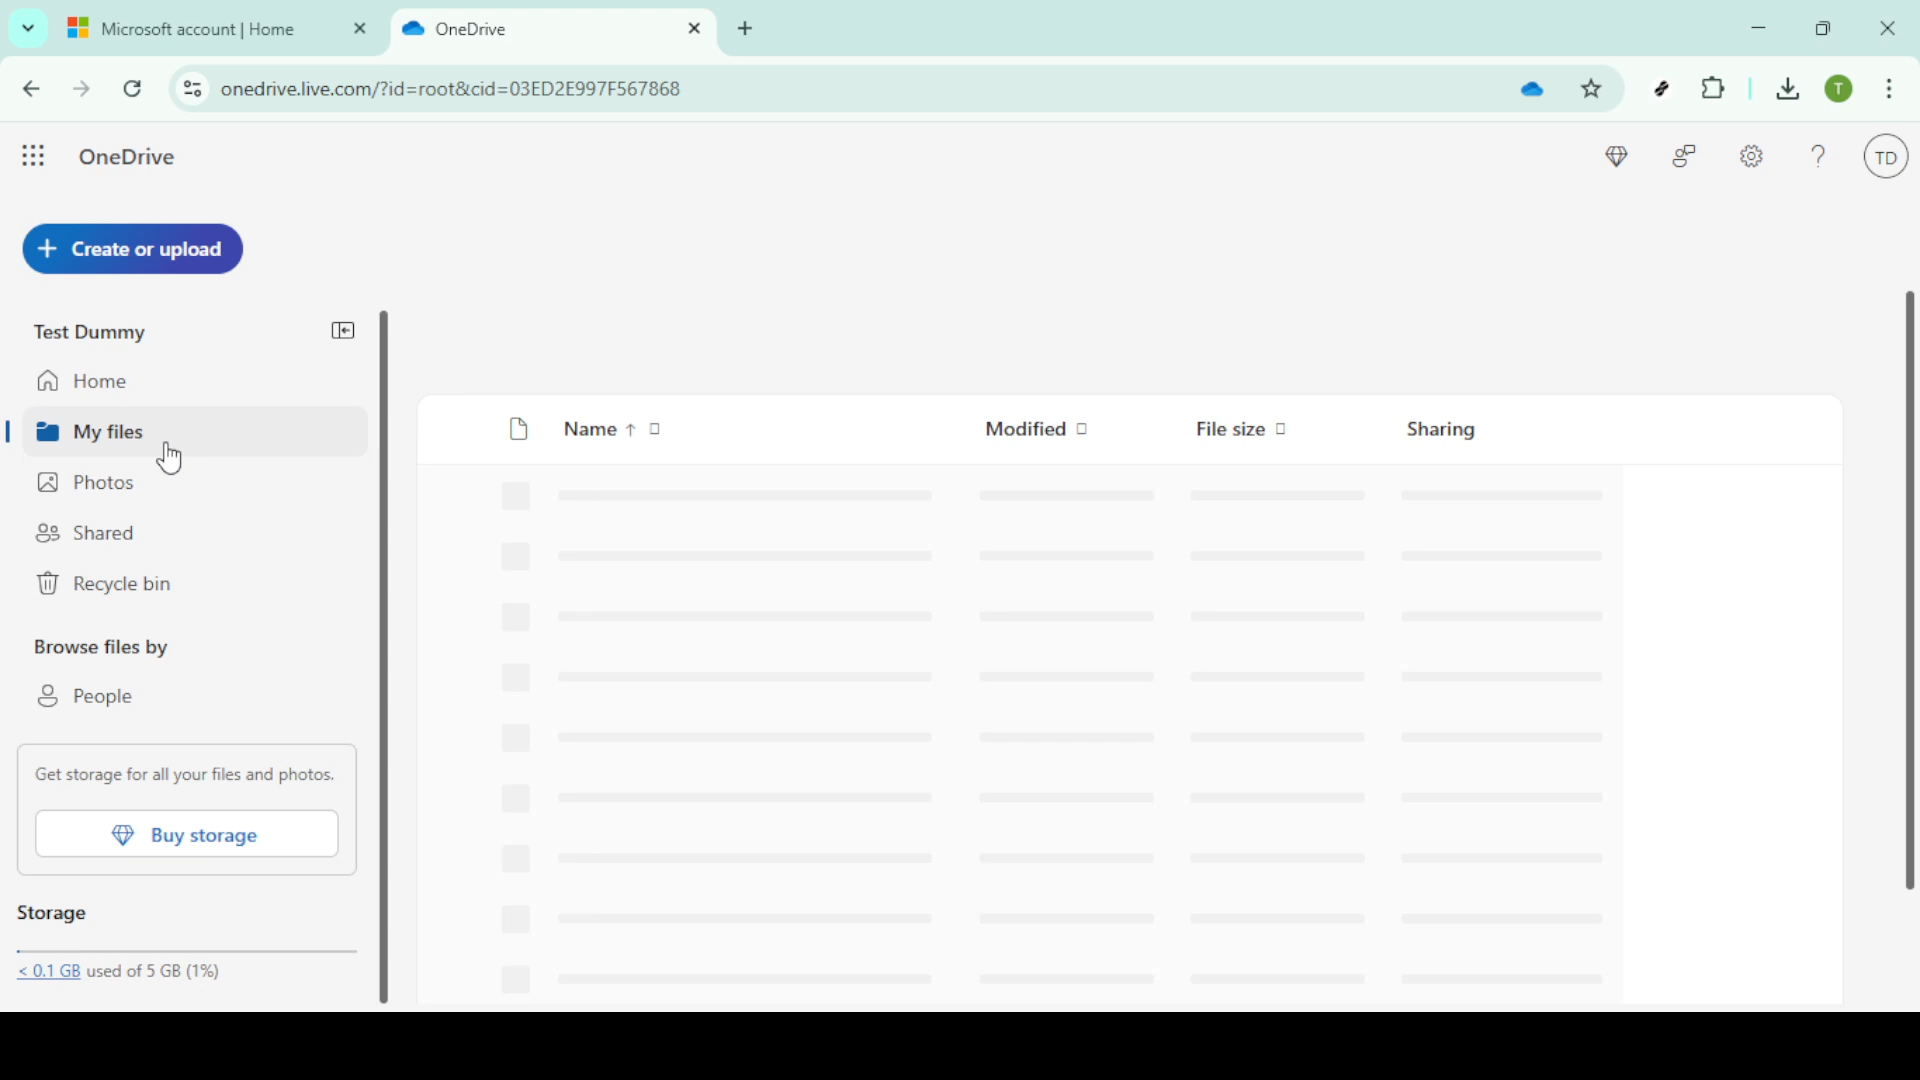 Microsoft account | Home
OneDrive
onedrive.live.com/?id=root&cid=03ED2E997F567868
T
OneDrive
TD
+ Create or upload
Test Dummy
Home
My files
Photos
Shared
Recycle bin
Browse files by
People
Get storage for all your files and photos.
Buy storage
Storage
< 0.1 GB used of 5 GB (1%)
Name ↑
Modified
File size
Sharing